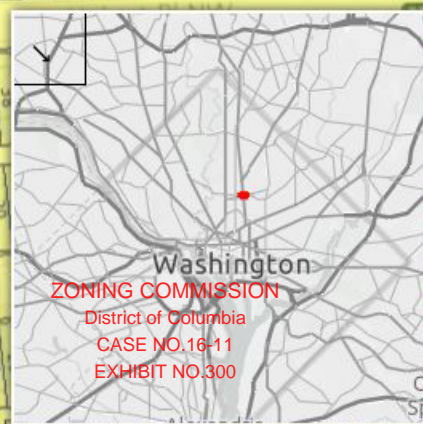 Washington
ZONING COMMISSION
District of Columbia
CASE NO.16-11
EXHIBIT NO.300